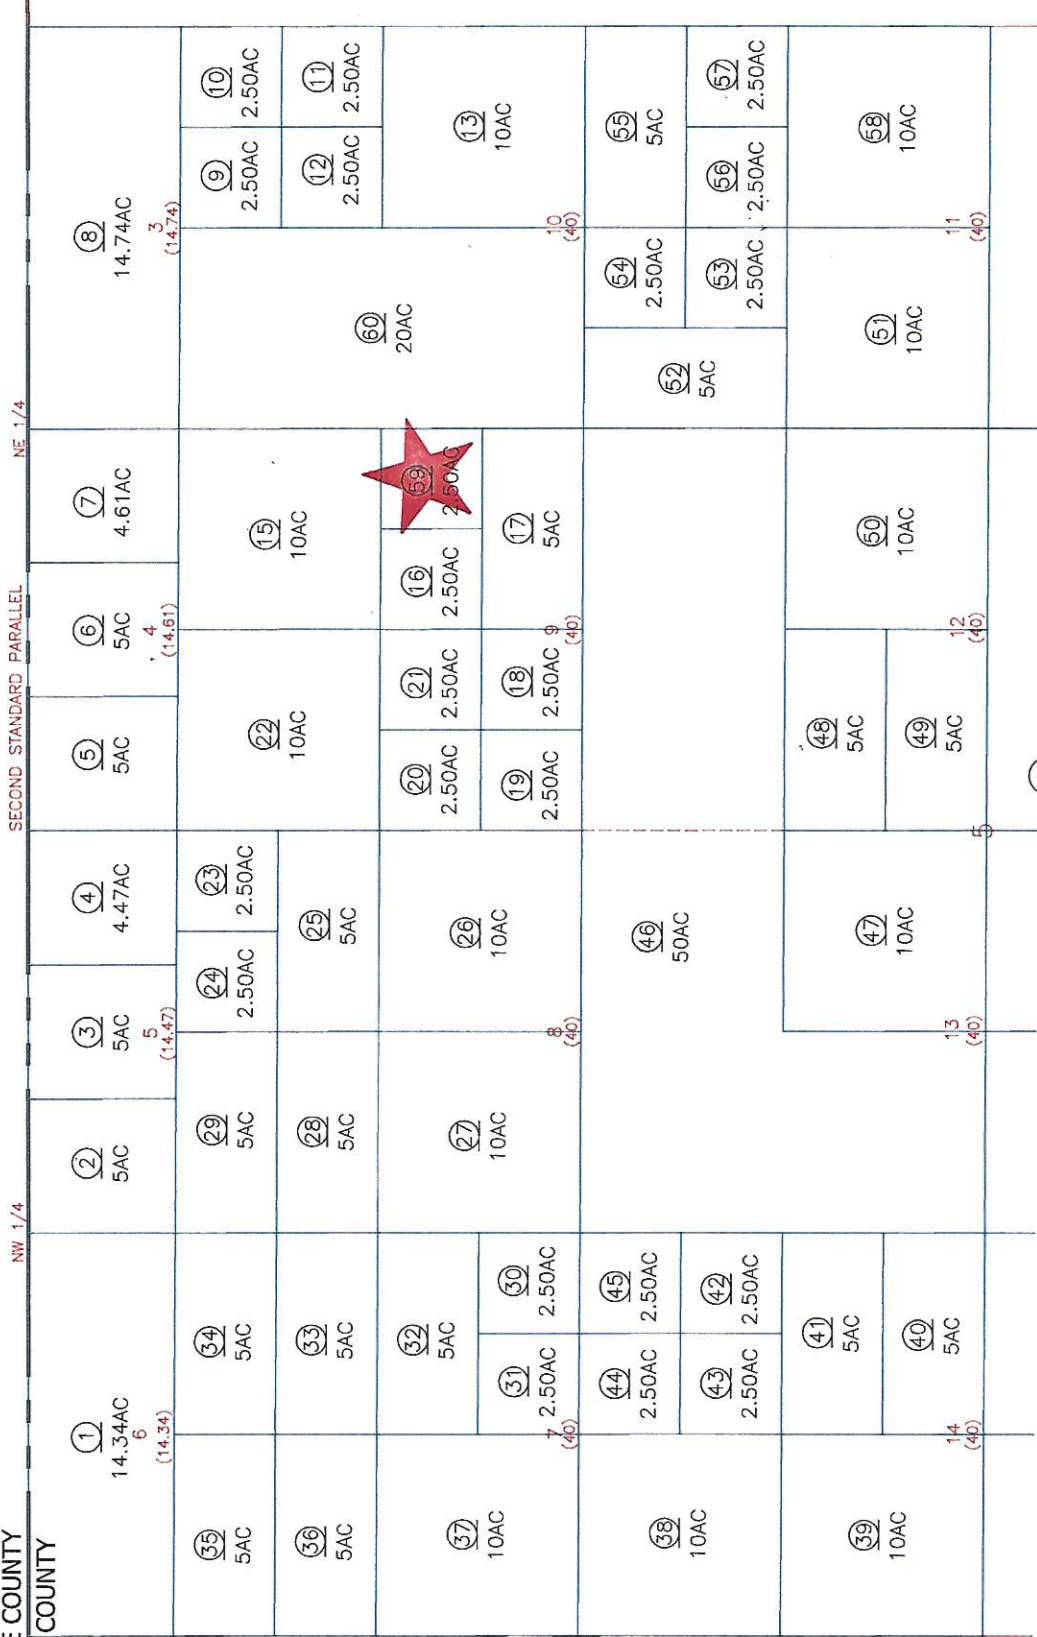 COUNTY
COUNTY
NW 1/4
SECOND STANDARD PARALLEL
NE 1/4
1
14.34AC
6
(14.34)
2
5AC
3
5AC
5
(14.47)
4
4.47AC
5
5AC
6
5AC
4
(14.61)
7
4.61AC
8
14.74AC
3
(14.74)
35
5AC
34
5AC
29
5AC
24
2.50AC
23
2.50AC
22
10AC
15
10AC
9
2.50AC
10
2.50AC
36
5AC
33
5AC
28
5AC
25
5AC
60
20AC
12
2.50AC
11
2.50AC
37
10AC
32
5AC
27
10AC
26
10AC
20
2.50AC
21
2.50AC
16
2.50AC
59
2.50AC
13
10AC
31
2.50AC
30
2.50AC
19
2.50AC
18
2.50AC
17
5AC
7
(40)
8
(40)
9
(40)
10
(40)
38
10AC
44
2.50AC
45
2.50AC
46
50AC
52
5AC
54
2.50AC
55
5AC
43
2.50AC
42
2.50AC
53
2.50AC
56
2.50AC
57
2.50AC
39
10AC
41
5AC
47
10AC
48
5AC
50
10AC
51
10AC
58
10AC
40
5AC
49
5AC
14
(40)
13
(40)
5
12
(40)
11
(40)